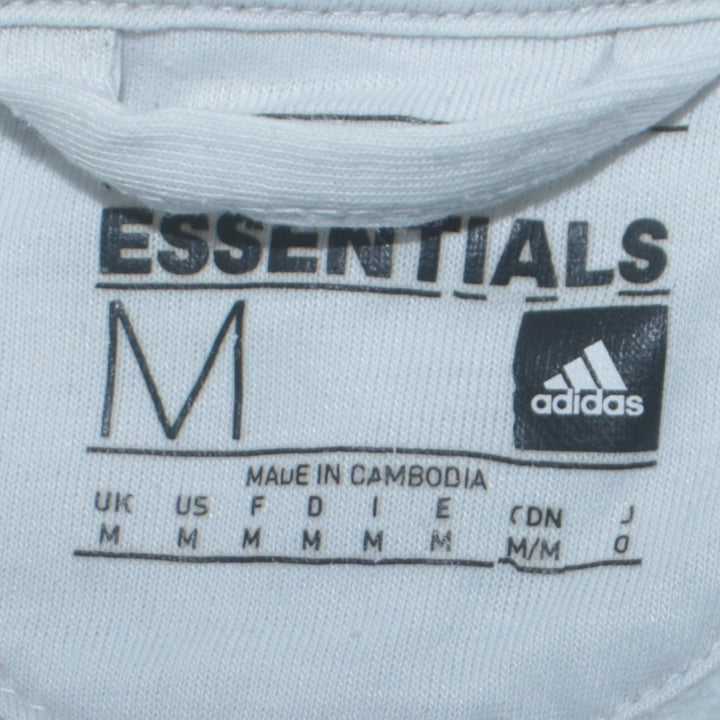 ESSENTIALS
M
adidas
MADE IN CAMBODIA
UK US F D I E CDN J
M M M M M M M/M O